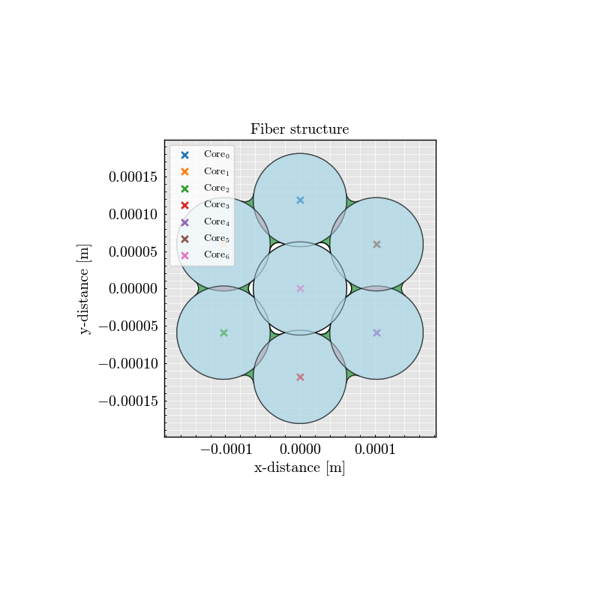 Fiber structure
Core₀
Core₁
Core₂
Core₃
Core₄
Core₅
Core₆
0.00015
0.00010
0.00005
0.00000
−0.00005
−0.00010
−0.00015
y-distance [m]
−0.0001
0.0000
0.0001
x-distance [m]